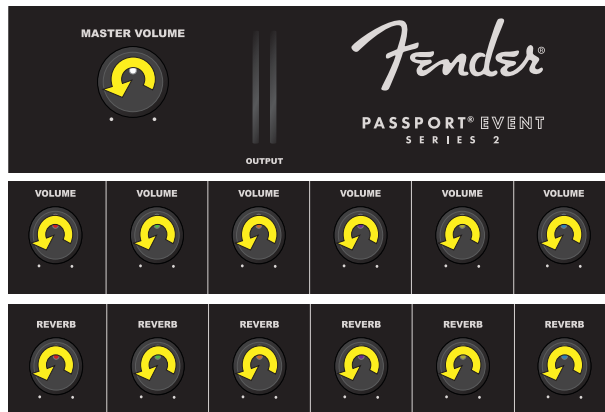 MASTER VOLUME
Fender®
PASSPORT® EVENT
SERIES 2
OUTPUT
VOLUME VOLUME VOLUME VOLUME VOLUME VOLUME
REVERB REVERB REVERB REVERB REVERB REVERB